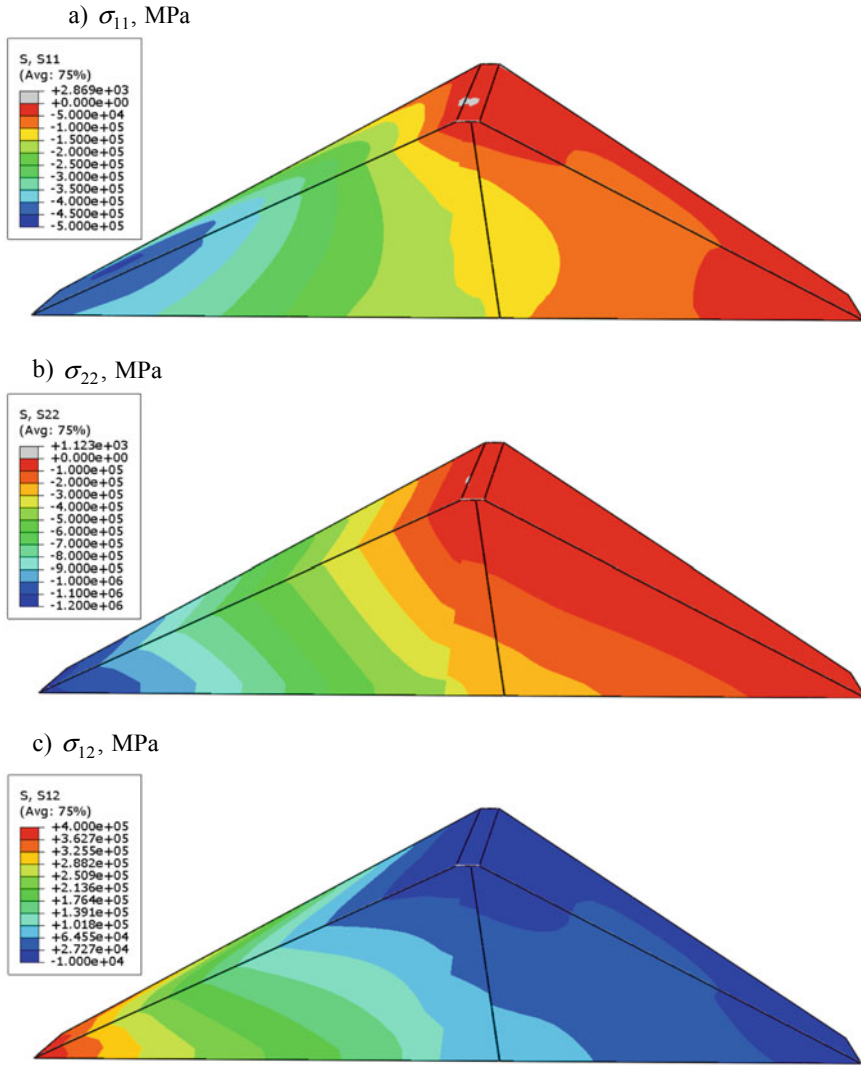 a) σ11, MPa
S, S11
(Avg: 75%)
+2.869e+03
+0.000e+00
-5.000e+04
-1.000e+05
-1.500e+05
-2.000e+05
-2.500e+05
-3.000e+05
-3.500e+05
-4.000e+05
-4.500e+05
-5.000e+05
b) σ22, MPa
S, S22
(Avg: 75%)
+1.123e+03
+0.000e+00
-1.000e+05
-2.000e+05
-3.000e+05
-4.000e+05
-5.000e+05
-6.000e+05
-7.000e+05
-8.000e+05
-9.000e+05
-1.000e+06
-1.100e+06
-1.200e+06
c) σ12, MPa
S, S12
(Avg: 75%)
+4.000e+05
+3.627e+05
+3.255e+05
+2.882e+05
+2.509e+05
+2.136e+05
+1.764e+05
+1.391e+05
+1.018e+05
+6.455e+04
+2.727e+04
-1.000e+04